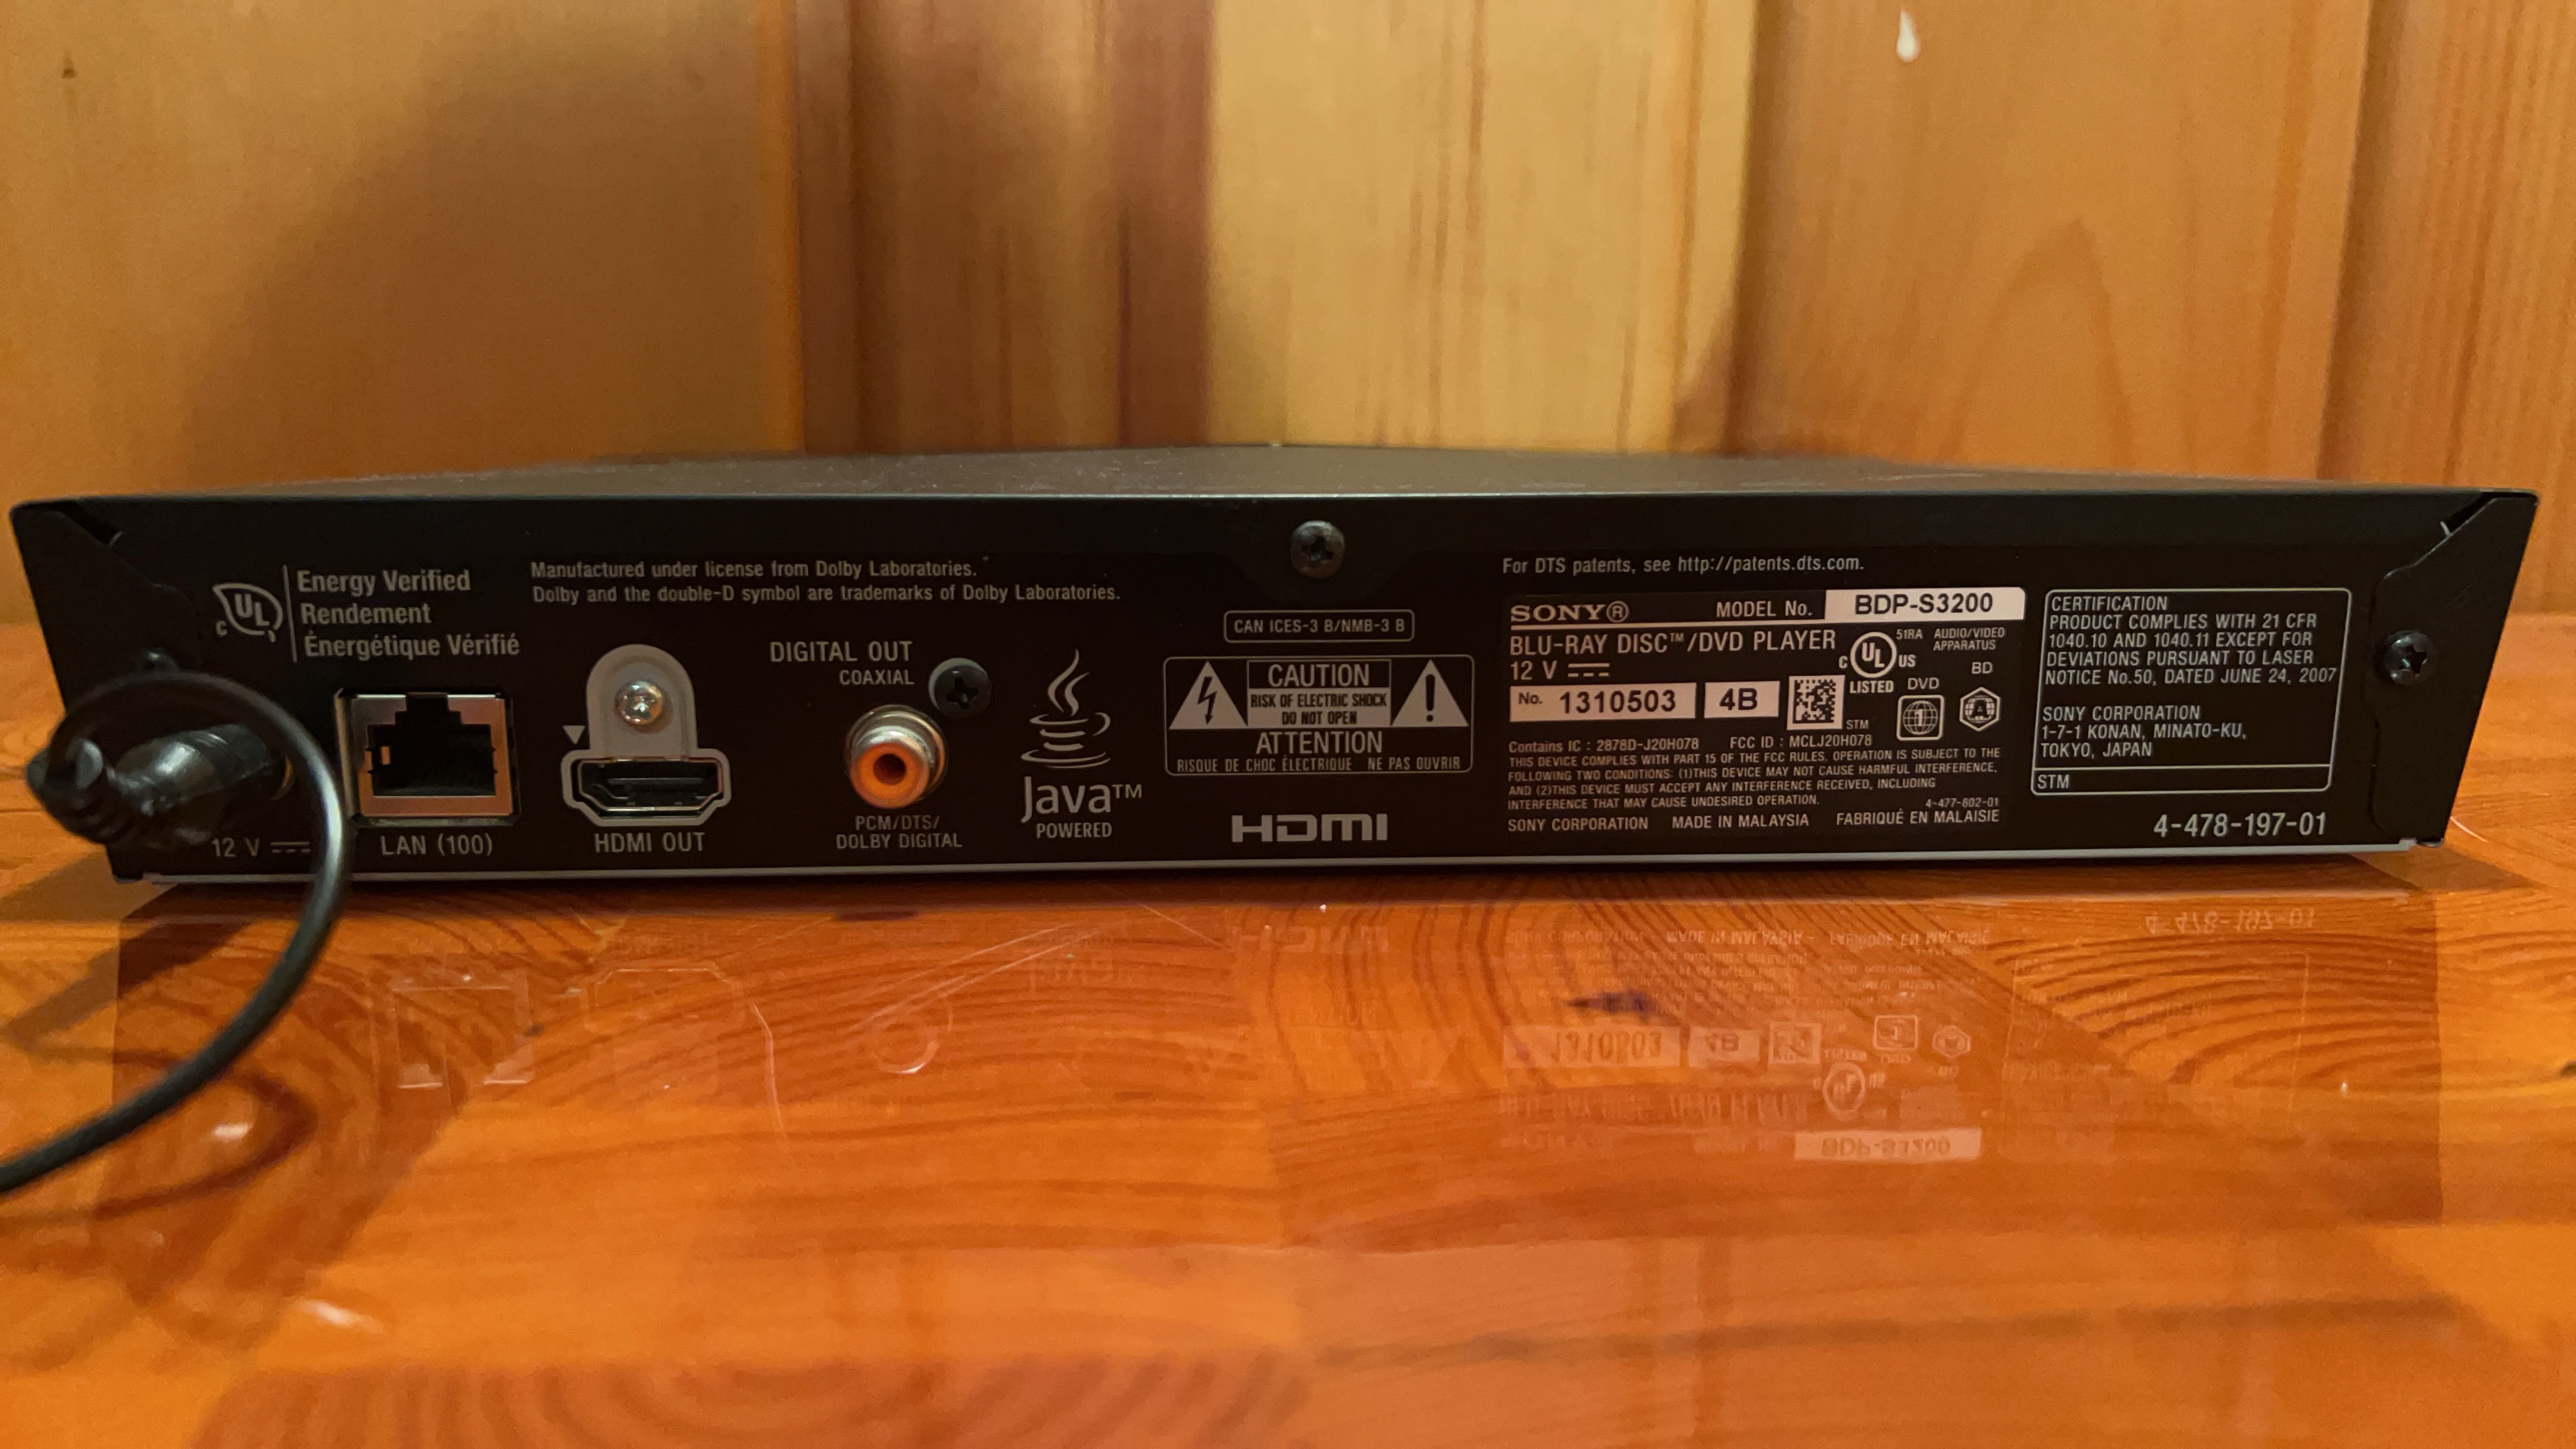 UL
C
Energy Verified
Rendement
Énergétique Vérifié
Manufactured under license from Dolby Laboratories.
Dolby and the double-D symbol are trademarks of Dolby Laboratories.
12 V
LAN (100)
HDMI OUT
DIGITAL OUT
COAXIAL
PCM/DTS/
DOLBY DIGITAL
Java™
POWERED
CAN ICES-3 B/NMB-3 B
CAUTION
RISK OF ELECTRIC SHOCK
DO NOT OPEN
ATTENTION
RISQUE DE CHOC ÉLECTRIQUE NE PAS OUVRIR
HDMI
For DTS patents, see http://patents.dts.com.
SONY® MODEL No. BDP-S3200
BLU-RAY DISC™/DVD PLAYER
12 V
C UL US
LISTED
51RA AUDIO/VIDEO
APPARATUS
No. 1310503 4B
STM
DVD
1
BD
A
Contains IC : 2878D-J20H078 FCC ID : MCLJ20H078
THIS DEVICE COMPLIES WITH PART 15 OF THE FCC RULES. OPERATION IS SUBJECT TO THE
FOLLOWING TWO CONDITIONS: (1)THIS DEVICE MAY NOT CAUSE HARMFUL INTERFERENCE,
AND (2)THIS DEVICE MUST ACCEPT ANY INTERFERENCE RECEIVED, INCLUDING
INTERFERENCE THAT MAY CAUSE UNDESIRED OPERATION.
4-477-802-01
SONY CORPORATION MADE IN MALAYSIA FABRIQUÉ EN MALAISIE
CERTIFICATION
PRODUCT COMPLIES WITH 21 CFR
1040.10 AND 1040.11 EXCEPT FOR
DEVIATIONS PURSUANT TO LASER
NOTICE No.50, DATED JUNE 24, 2007
SONY CORPORATION
1-7-1 KONAN, MINATO-KU,
TOKYO, JAPAN
STM
4-478-197-01